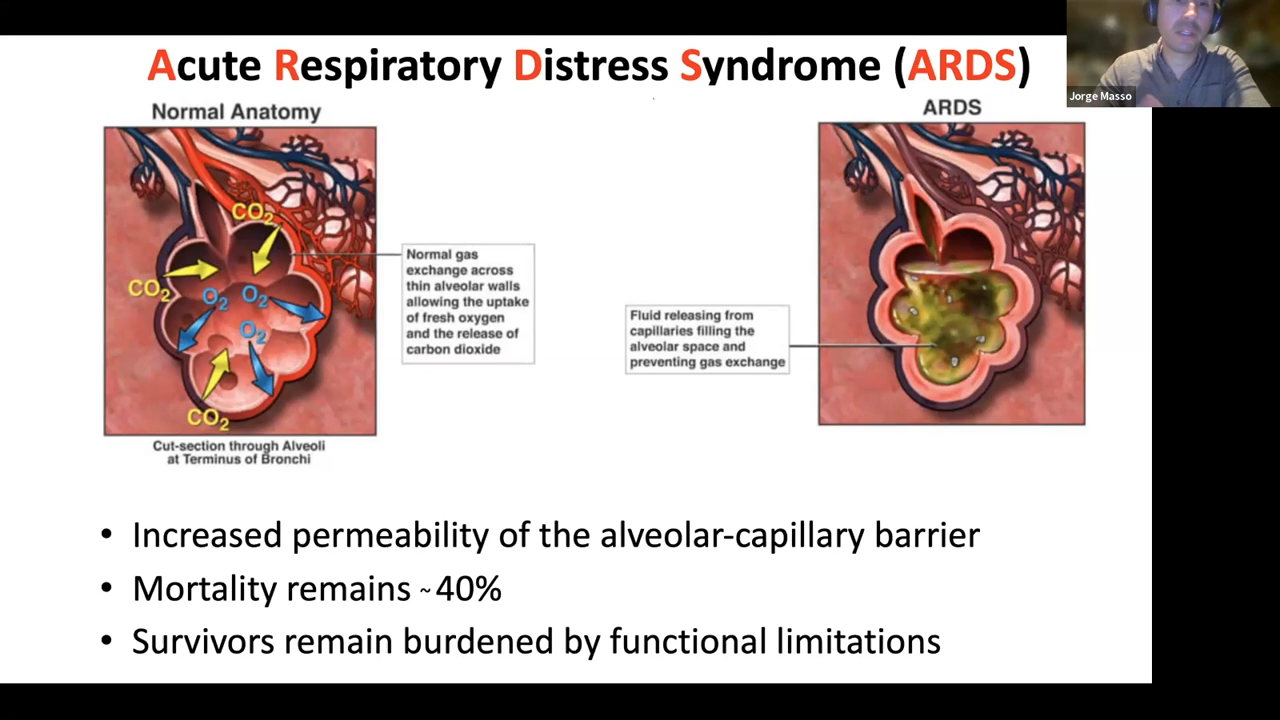 Acute Respiratory Distress Syndrome (ARDS)
Jorge Masso
Normal Anatomy
CO2
CO2
O2
O2
O2
CO2
Normal gas
exchange across
thin alveolar walls
allowing the uptake
of fresh oxygen
and the release of
carbon dioxide
Cut-section through Alveoli
at Terminus of Bronchi
ARDS
Fluid releasing from
capillaries filling the
alveolar space and
preventing gas exchange
• Increased permeability of the alveolar-capillary barrier
• Mortality remains ~40%
• Survivors remain burdened by functional limitations